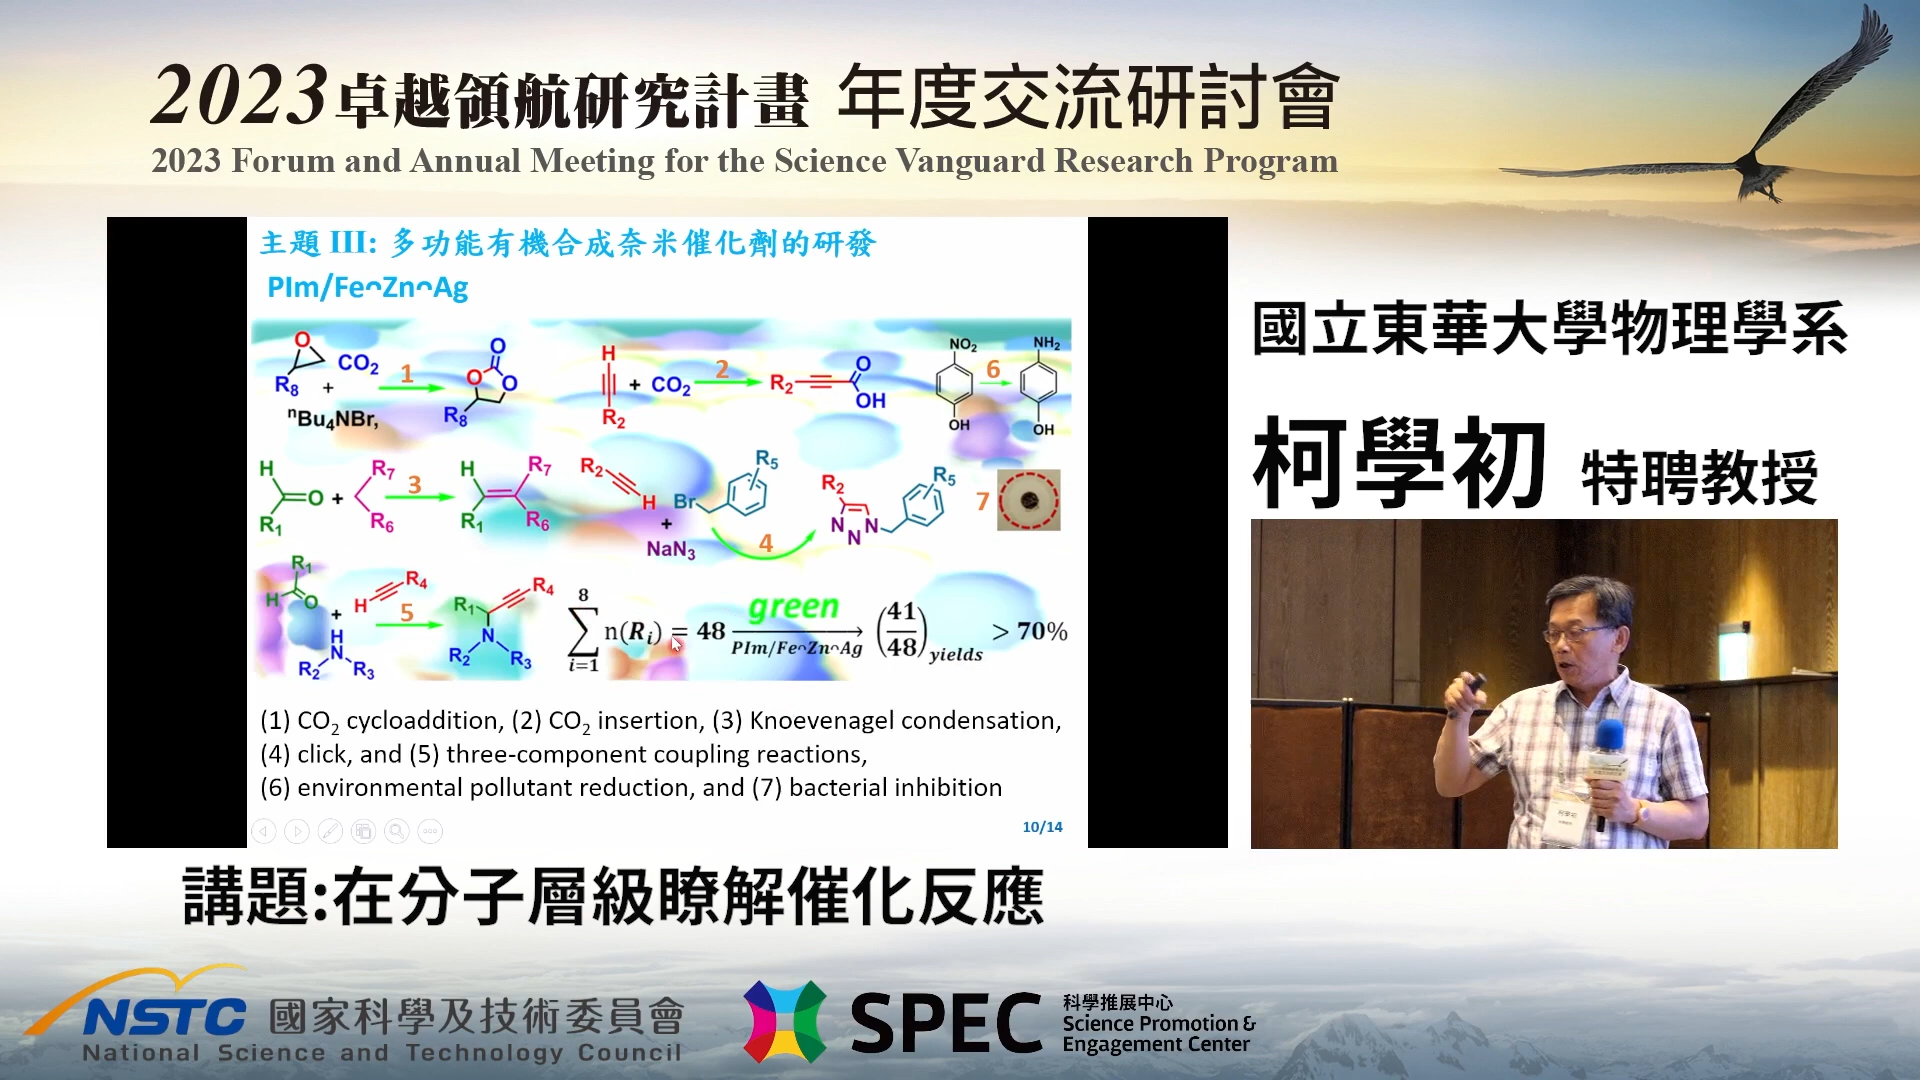 2023卓越領航研究計畫 年度交流研討會
2023 Forum and Annual Meeting for the Science Vanguard Research Program
主題 III: 多功能有機合成奈米催化劑的研發
PIm/Fe⌢Zn⌢Ag
O
R8
+
CO2
nBu4NBr,
1
O
O
O
R8
H
R2
+ CO2
2
R2
O
OH
NO2
OH
6
NH2
OH
H
O
R1
+
R7
R6
3
H
R7
R1
R6
R2
H
+
NaN3
Br
R5
4
R2
N
N
N
R5
7
R1
H
O
+
H
N
R2
R3
H
R4
5
R1
R4
N
R2
R3
8
∑ n(Ri) = 48
i=1
green
PIm/Fe⌢Zn⌢Ag
(41/48)yields > 70%
(1) CO2 cycloaddition, (2) CO2 insertion, (3) Knoevenagel condensation,
(4) click, and (5) three-component coupling reactions,
(6) environmental pollutant reduction, and (7) bacterial inhibition
10/14
國立東華大學物理學系
柯學初 特聘教授
講題:在分子層級瞭解催化反應
NSTC 國家科學及技術委員會
National Science and Technology Council
SPEC 科學推展中心
Science Promotion &
Engagement Center